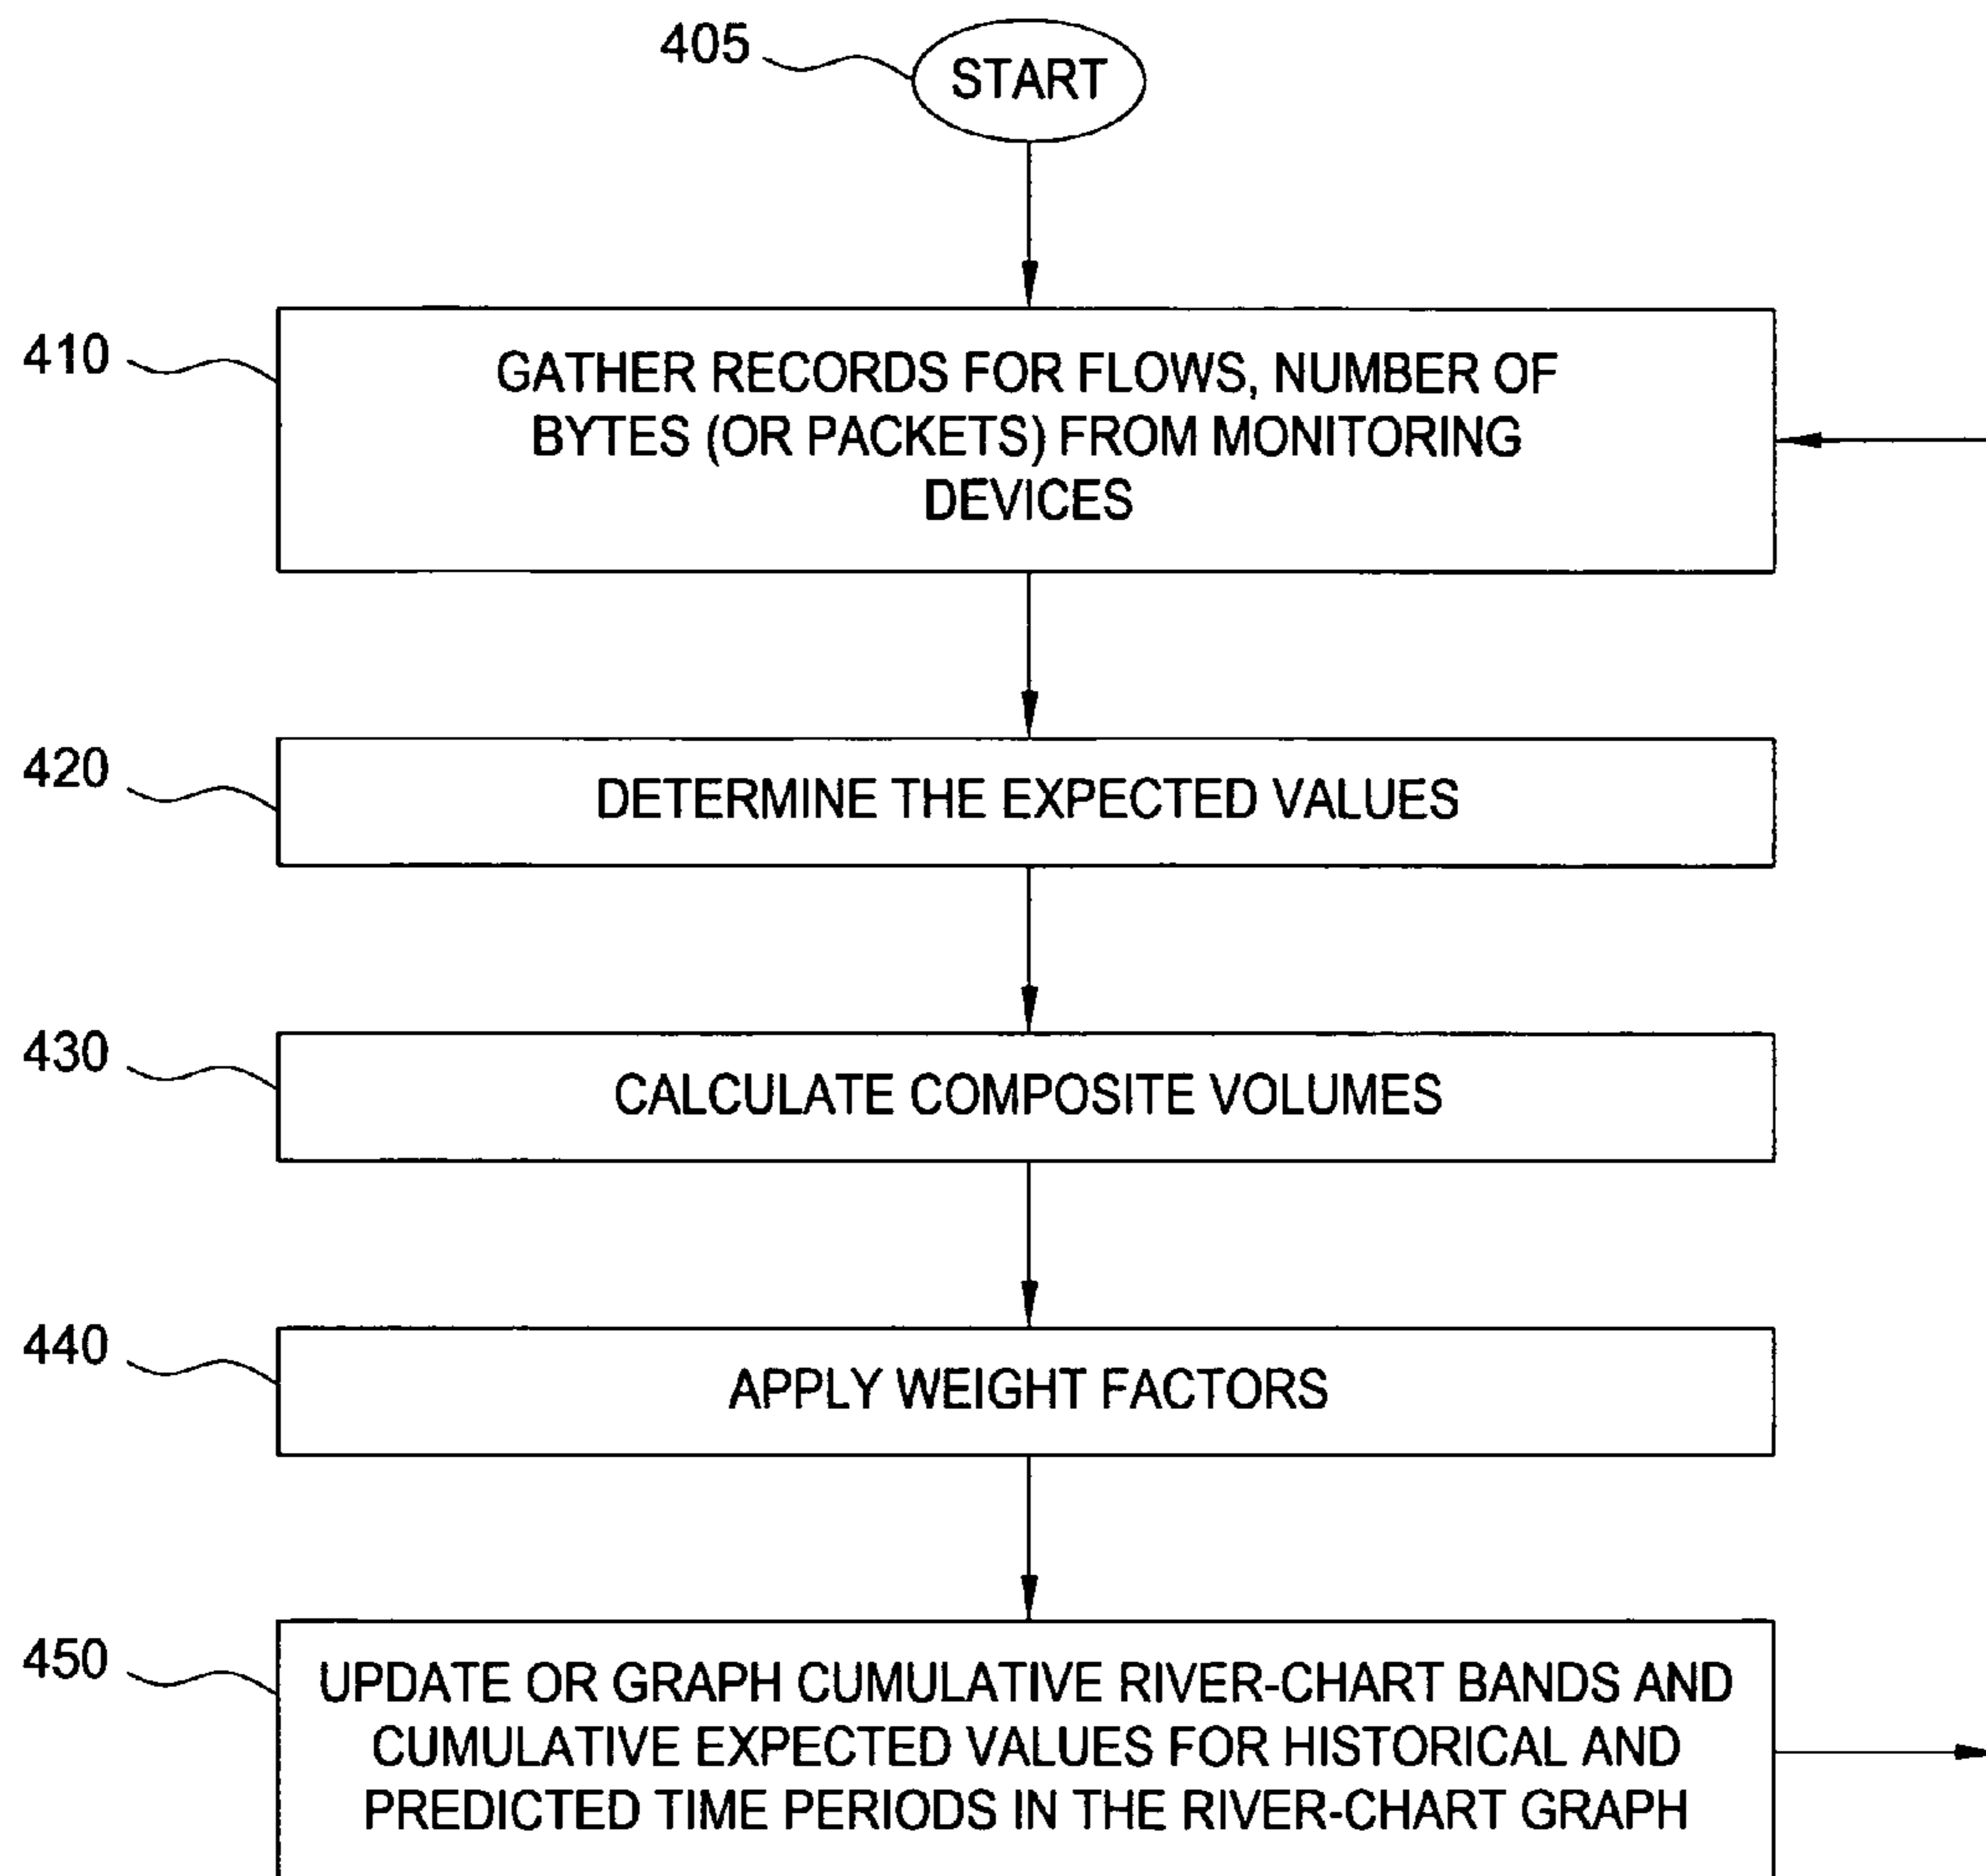 405
START
410
GATHER RECORDS FOR FLOWS, NUMBER OF
BYTES (OR PACKETS) FROM MONITORING
DEVICES
420
DETERMINE THE EXPECTED VALUES
430
CALCULATE COMPOSITE VOLUMES
440
APPLY WEIGHT FACTORS
450
UPDATE OR GRAPH CUMULATIVE RIVER-CHART BANDS AND
CUMULATIVE EXPECTED VALUES FOR HISTORICAL AND
PREDICTED TIME PERIODS IN THE RIVER-CHART GRAPH